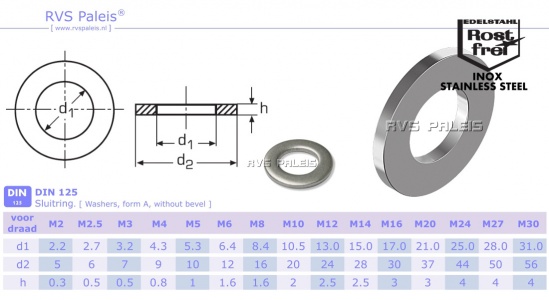 RVS Paleis®
[ www.rvspaleis.nl ]
EDELSTAHL
Rost
frei
INOX
STAINLESS STEEL
d1
h
d1
d2
RVS PALEIS
RVS PALEIS
DIN
125
DIN 125
Sluitring. [ Washers, form A, without bevel ]
voor draad M2 M2.5 M3 M4 M5 M6 M8 M10 M12 M14 M16 M20 M24 M27 M30
d1 2.2 2.7 3.2 4.3 5.3 6.4 8.4 10.5 13.0 15.0 17.0 21.0 25.0 28.0 31.0
d2 5 6 7 9 10 12 16 20 24 28 30 37 44 50 56
h 0.3 0.5 0.5 0.8 1 1.6 1.6 2 2.5 2.5 3 3 4 4 4